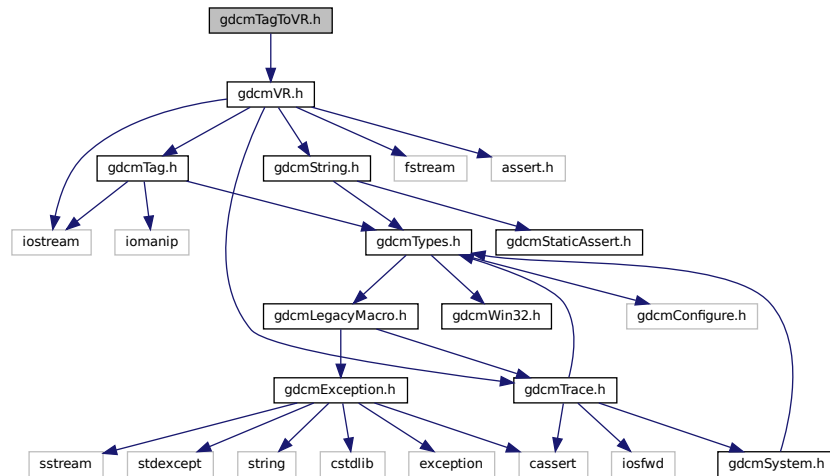 gdcmTagToVR.h
gdcmVR.h
gdcmTag.h
gdcmString.h
fstream
assert.h
iostream
iomanip
gdcmTypes.h
gdcmStaticAssert.h
gdcmLegacyMacro.h
gdcmWin32.h
gdcmConfigure.h
gdcmException.h
gdcmTrace.h
sstream
stdexcept
string
cstdlib
exception
cassert
iosfwd
gdcmSystem.h